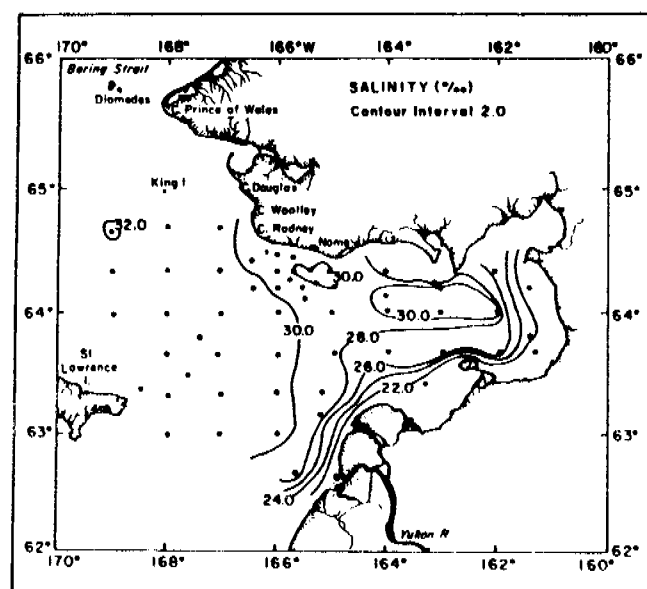 170° 168° 166°W 164° 162° 160°
66° 66°
Bering Strait
Diomedes
SALINITY (‰)
Contour Interval 2.0
C. Prince of Wales
65° 65°
King I
C. Douglas
C. Woolley
C. Rodney
Nome
32.0
30.0
64° 64°
30.0
30.0
28.0
St
Lawrence
I.
26.0
22.0
63° 63°
24.0
Yukon R
62° 62°
170° 168° 166° 164° 162° 160°